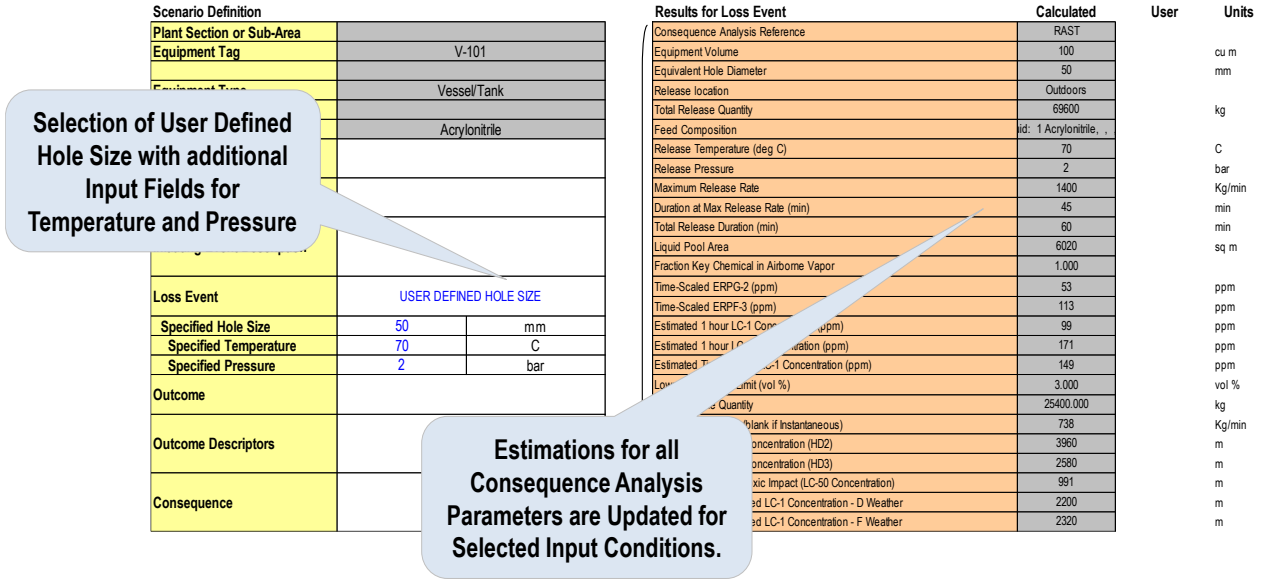 Scenario Definition
Plant Section or Sub-Area
Equipment Tag V-101
Vessel/Tank
Acrylonitrile
Selection of User Defined
Hole Size with additional
Input Fields for
Temperature and Pressure
Loss Event USER DEFINED HOLE SIZE
Specified Hole Size 50 mm
Specified Temperature 70 C
Specified Pressure 2 bar
Outcome
Outcome Descriptors
Consequence
Results for Loss Event Calculated User Units
Consequence Analysis Reference RAST
Equipment Volume 100 cu m
Equivalent Hole Diameter 50 mm
Release location Outdoors
Total Release Quantity 69600 kg
Feed Composition uid: 1 Acrylonitrile, ,
Release Temperature (deg C) 70 C
Release Pressure 2 bar
Maximum Release Rate 1400 Kg/min
Duration at Max Release Rate (min) 45 min
Total Release Duration (min) 60 min
Liquid Pool Area 6020 sq m
Fraction Key Chemical in Airborne Vapor 1.000
Time-Scaled ERPG-2 (ppm) 53 ppm
Time-Scaled ERPF-3 (ppm) 113 ppm
Estimated 1 hour LC-1 (ppm) 99 ppm
Estimated 1 hour (ppm) 171 ppm
Estimated Concentration (ppm) 149 ppm
Limit (vol %) 3.000 vol %
Quantity 25400.000 kg
blank if Instantaneous) 738 Kg/min
oncentration (HD2) 3960 m
oncentration (HD3) 2580 m
xic Impact (LC-50 Concentration) 991 m
ed LC-1 Concentration - D Weather 2200 m
ed LC-1 Concentration - F Weather 2320 m
Estimations for all
Consequence Analysis
Parameters are Updated for
Selected Input Conditions.